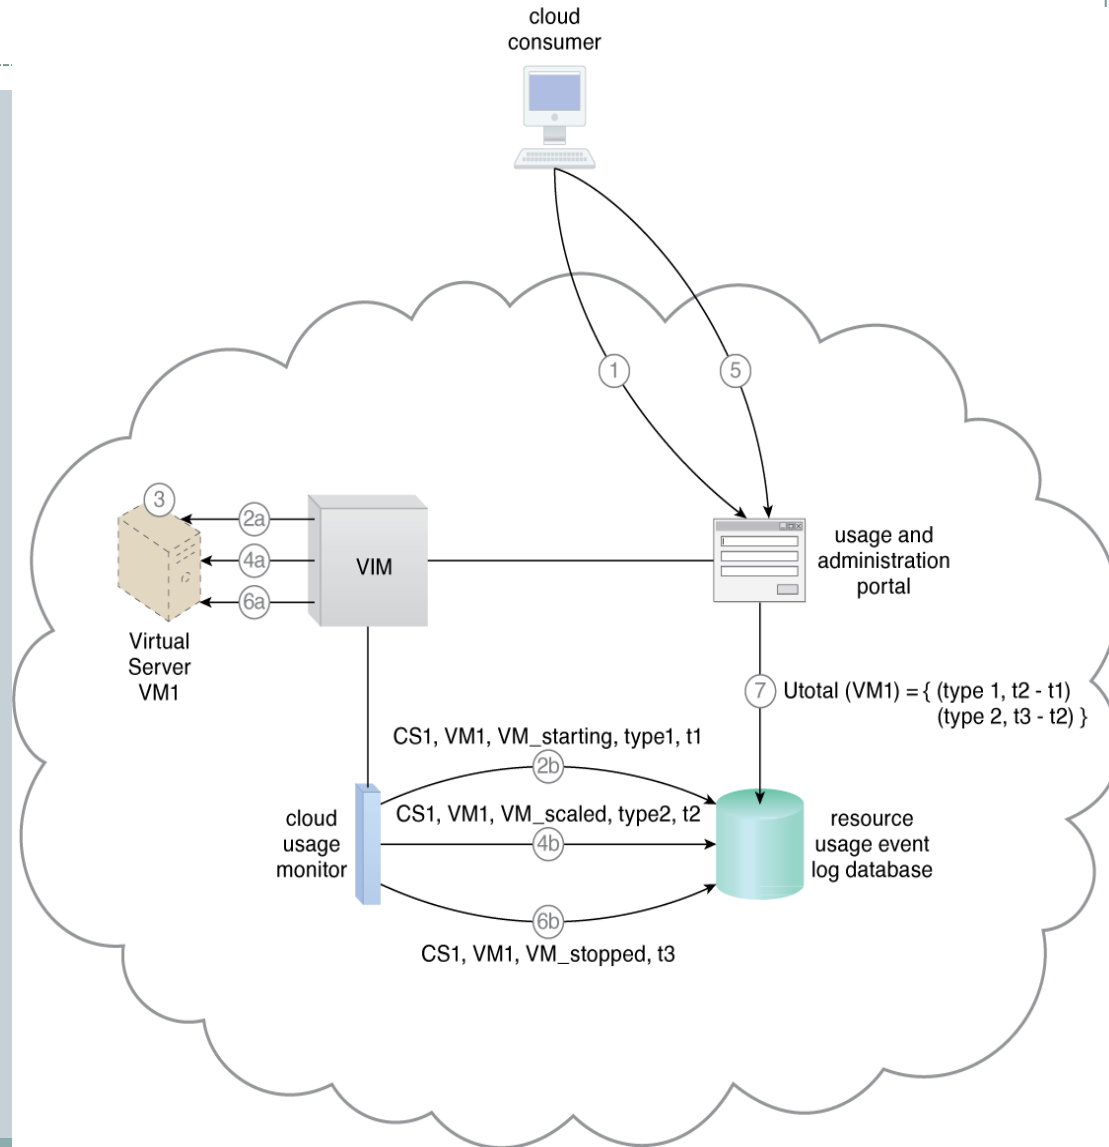 cloud
consumer
1
5
3
2a
4a
6a
VIM
usage and
administration
portal
Virtual
Server
VM1
7
Utotal (VM1) = { (type 1, t2 - t1)
(type 2, t3 - t2) }
CS1, VM1, VM_starting, type1, t1
2b
CS1, VM1, VM_scaled, type2, t2
4b
cloud
usage
monitor
resource
usage event
log database
6b
CS1, VM1, VM_stopped, t3